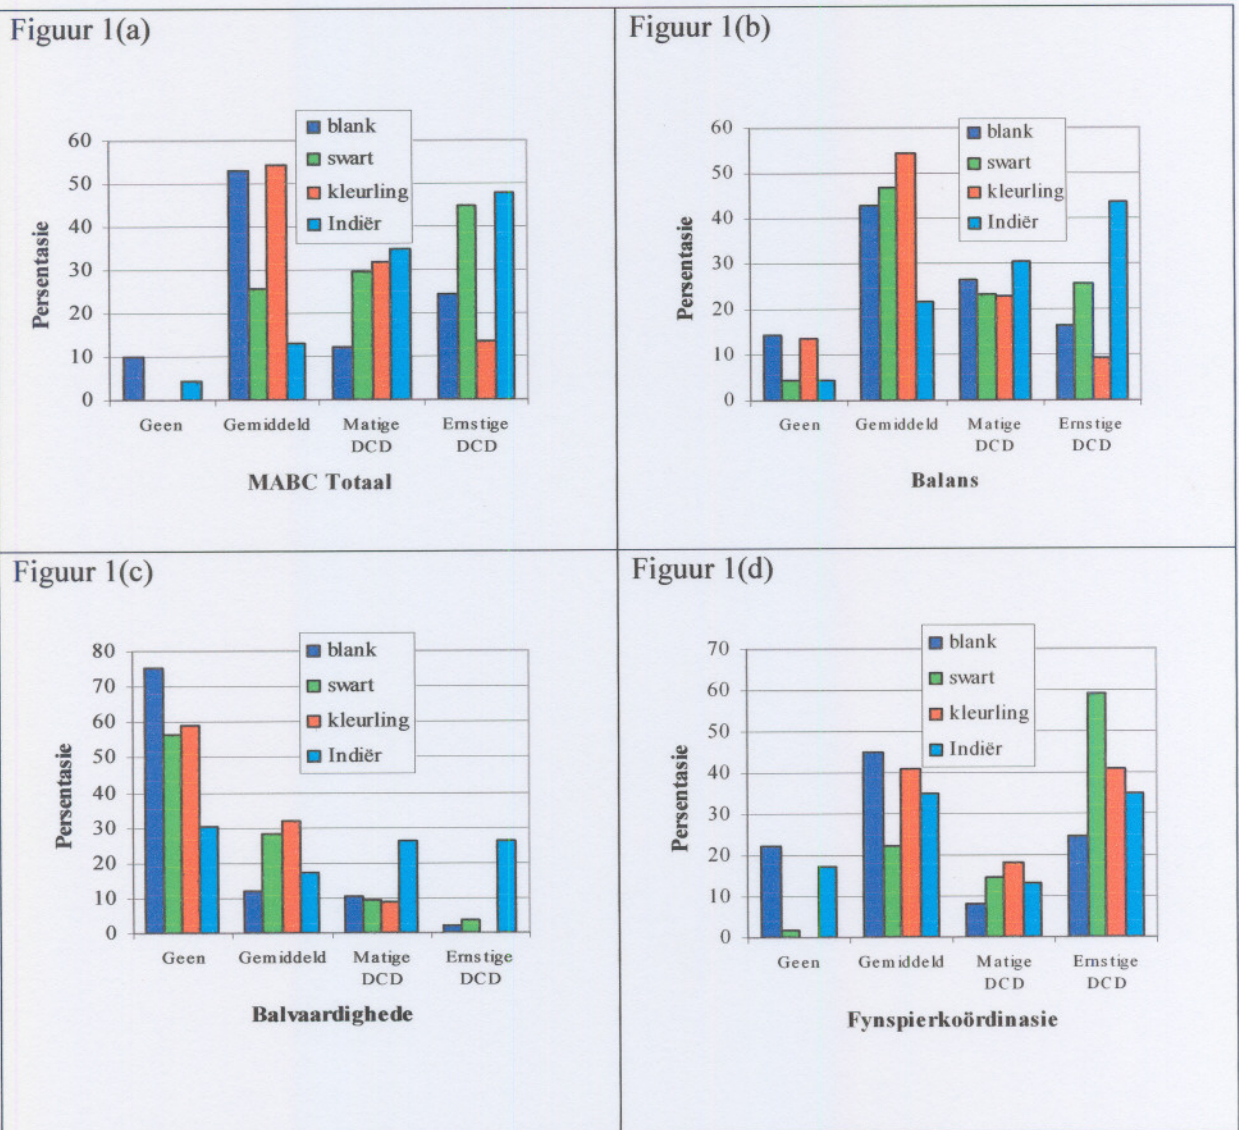 Figuur 1(a)
Persentasie
60
50
40
30
20
10
0
blank
swart
kleurling
Indiër
Geen
Gemiddeld
Matige
DCD
Ernstige
DCD
MABC Totaal
Figuur 1(b)
Persentasie
60
50
40
30
20
10
0
blank
swart
kleurling
Indiër
Geen
Gemiddeld
Matige
DCD
Ernstige
DCD
Balans
Figuur 1(c)
Persentasie
80
70
60
50
40
30
20
10
0
blank
swart
kleurling
Indiër
Geen
Gemiddeld
Matige
DCD
Ernstige
DCD
Balvaardighede
Figuur 1(d)
Persentasie
70
60
50
40
30
20
10
0
blank
swart
kleurling
Indiër
Geen
Gemiddeld
Matige
DCD
Ernstige
DCD
Fynspierkoördinasie